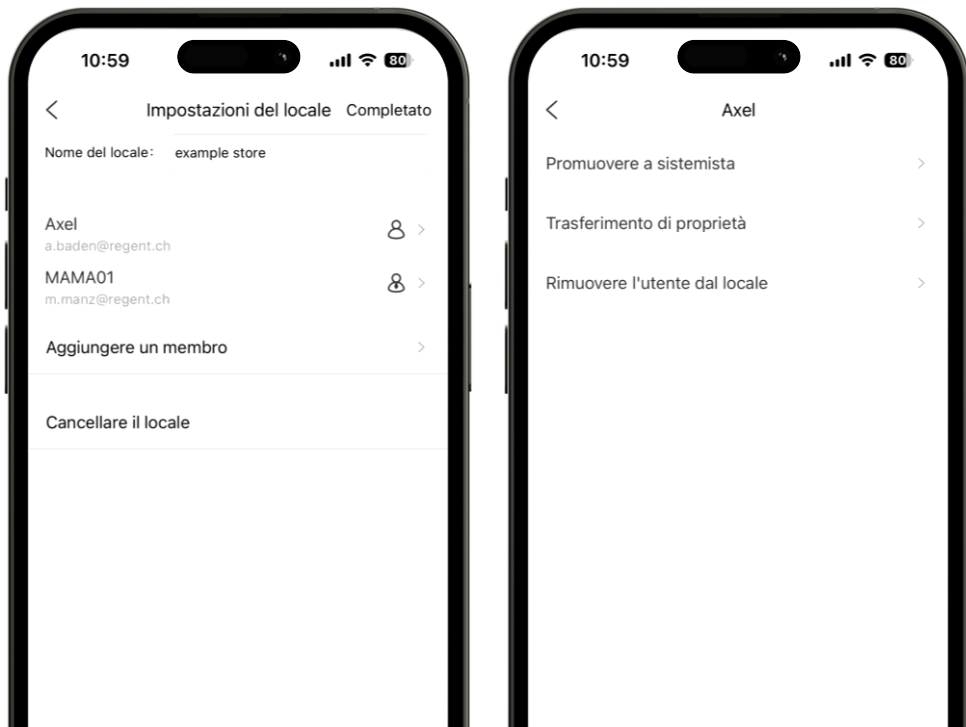 10:59
80
Impostazioni del locale
Completato
Nome del locale:
example store
Axel
a.baden@regent.ch
MAMA01
m.manz@regent.ch
Aggiungere un membro
Cancellare il locale
10:59
80
Axel
Promuovere a sistemista
Trasferimento di proprietà
Rimuovere l'utente dal locale